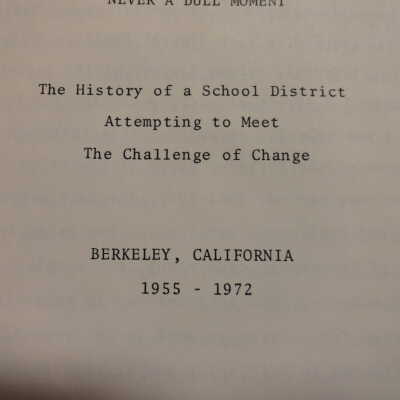 NEVER A DULL MOMENT
The History of a School District
Attempting to Meet
The Challenge of Change
BERKELEY, CALIFORNIA
1955 - 1972